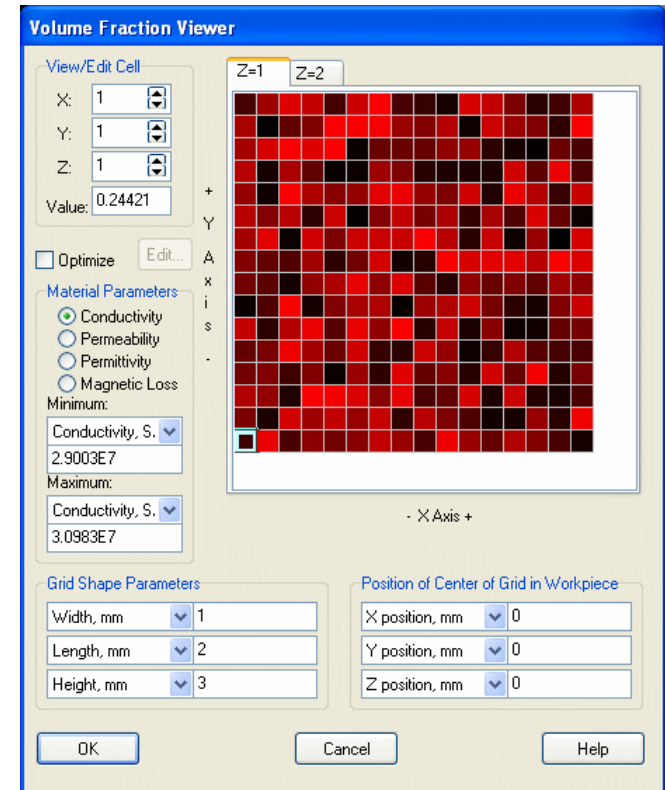 Volume Fraction Viewer
View/Edit Cell
X: 1
Y: 1
Z: 1
Value: 0.24421
Optimize Edit...
Material Parameters
Conductivity
Permeability
Permittivity
Magnetic Loss
Minimum:
Conductivity, S.
2.9003E7
Maximum:
Conductivity, S.
3.0983E7
Z=1 Z=2
+ Y Axis -
- X Axis +
Grid Shape Parameters
Width, mm 1
Length, mm 2
Height, mm 3
Position of Center of Grid in Workpiece
X position, mm 0
Y position, mm 0
Z position, mm 0
OK Cancel Help